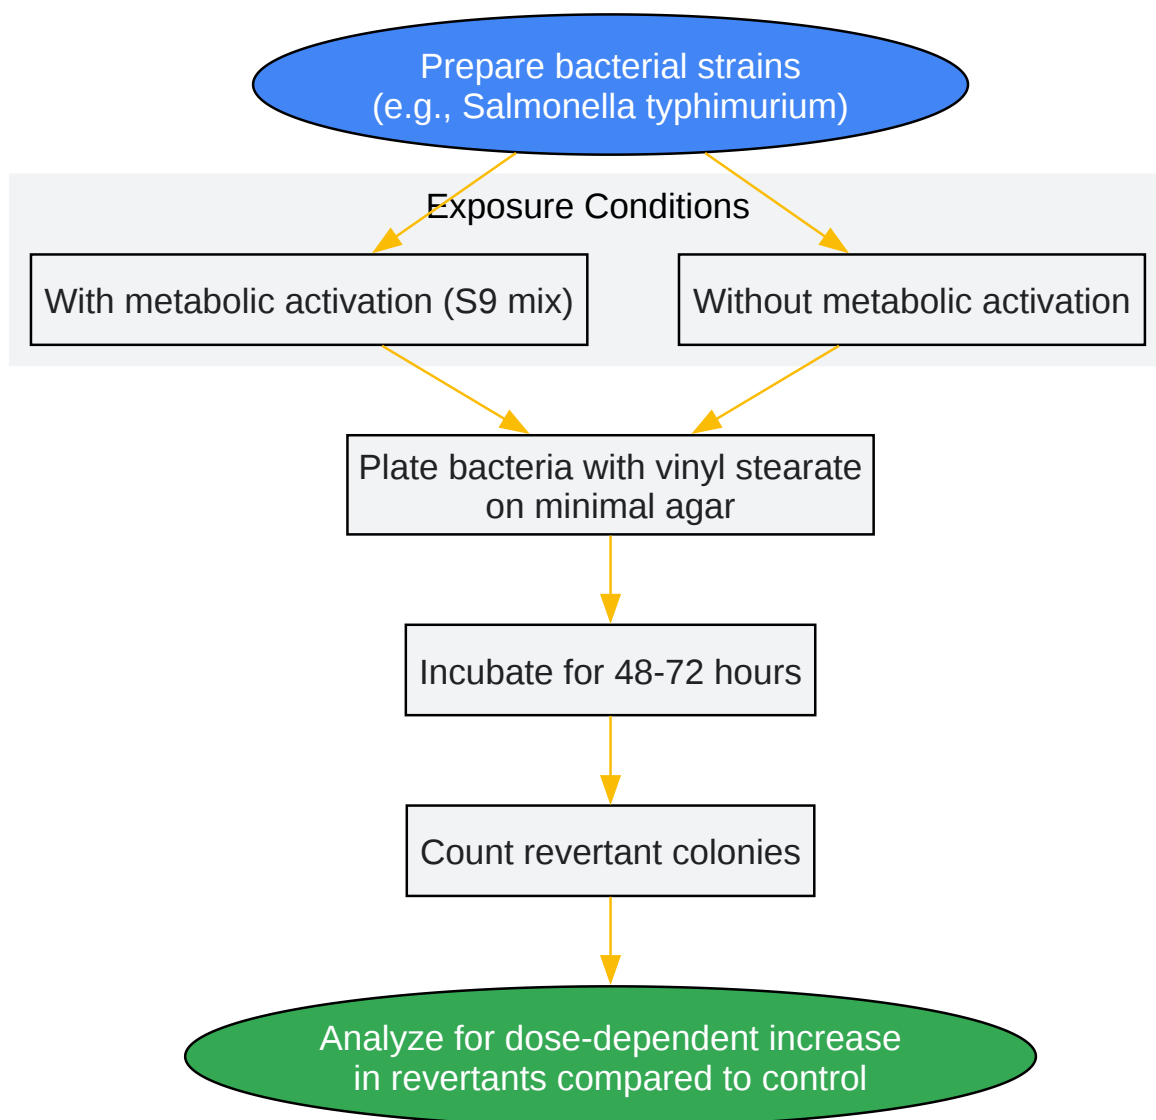 Prepare bacterial strains
(e.g., Salmonella typhimurium)
Exposure Conditions
With metabolic activation (S9 mix)
Without metabolic activation
Plate bacteria with vinyl stearate
on minimal agar
Incubate for 48-72 hours
Count revertant colonies
Analyze for dose-dependent increase
in revertants compared to control